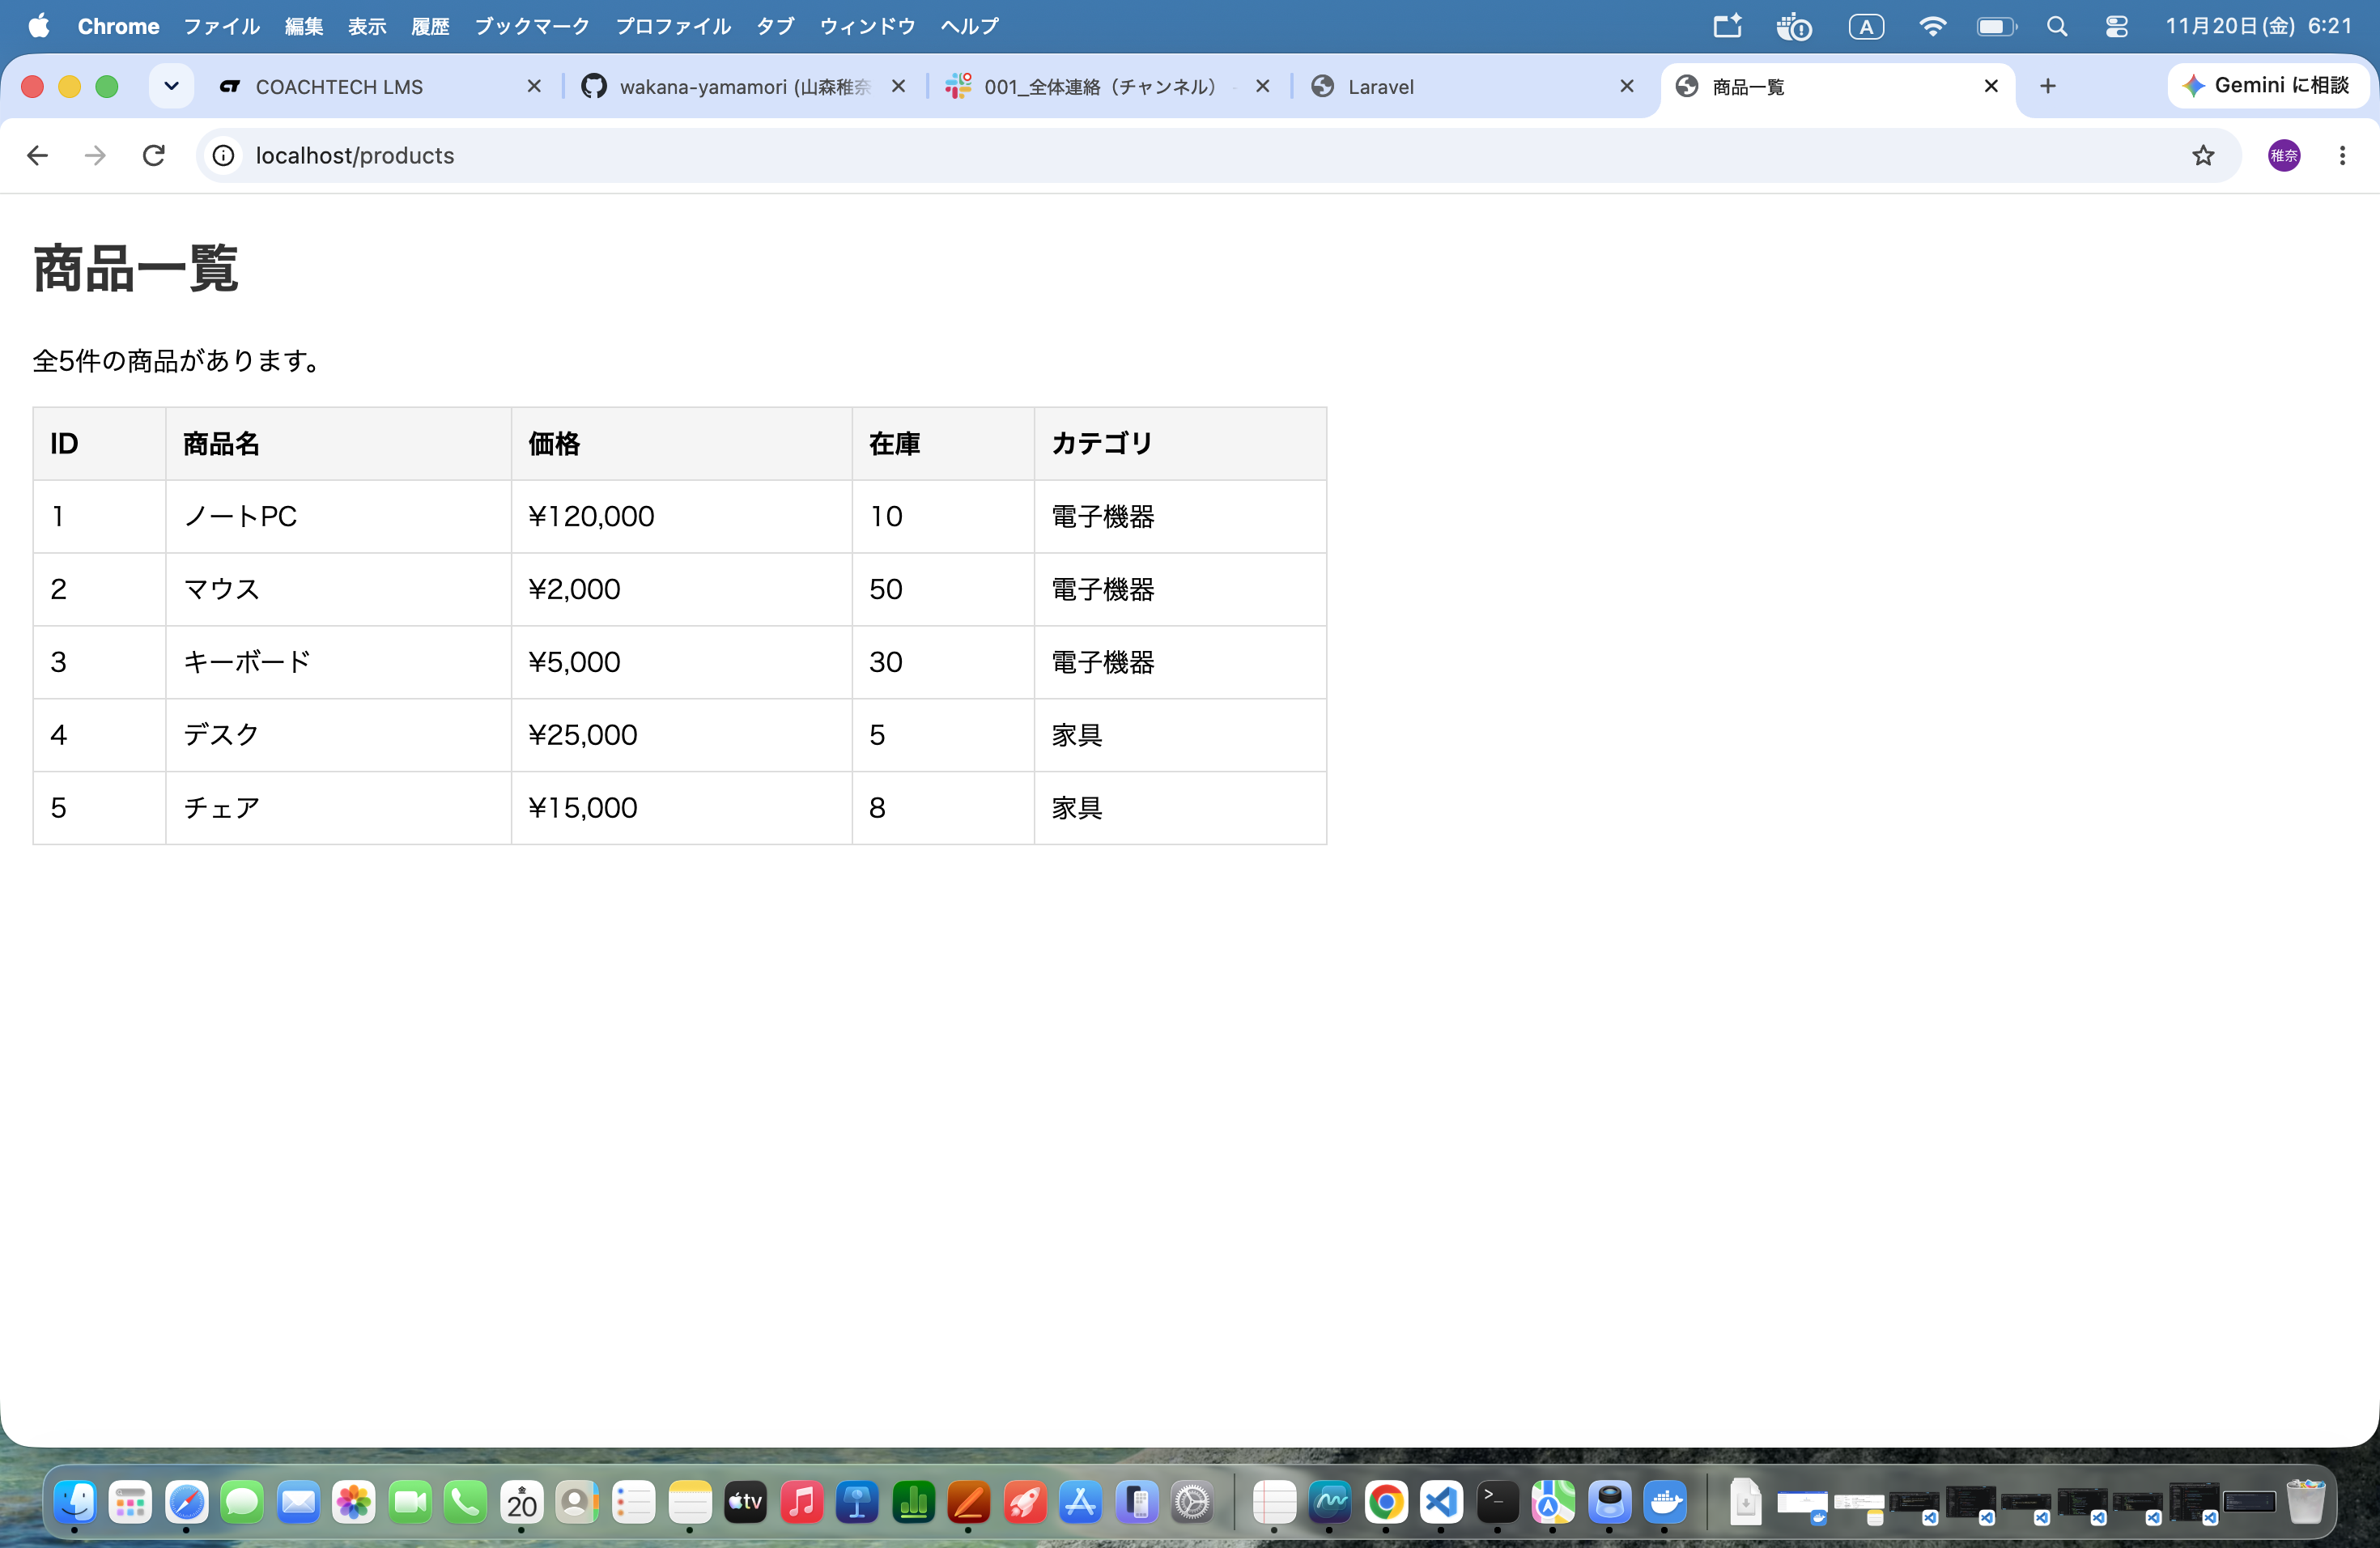 Chrome ファイル 編集 表示 履歴 ブックマーク プロファイル タブ ウィンドウ ヘルプ
A 11月20日(金) 6:21
COACHTECH LMS
wakana-yamamori (山森稚奈
001_全体連絡（チャンネル）
Laravel
商品一覧
Gemini に相談
localhost/products
稚奈
商品一覧
全5件の商品があります。
ID 商品名 価格 在庫 カテゴリ
1 ノートPC ¥120,000 10 電子機器
2 マウス ¥2,000 50 電子機器
3 キーボード ¥5,000 30 電子機器
4 デスク ¥25,000 5 家具
5 チェア ¥15,000 8 家具
金
20
tv